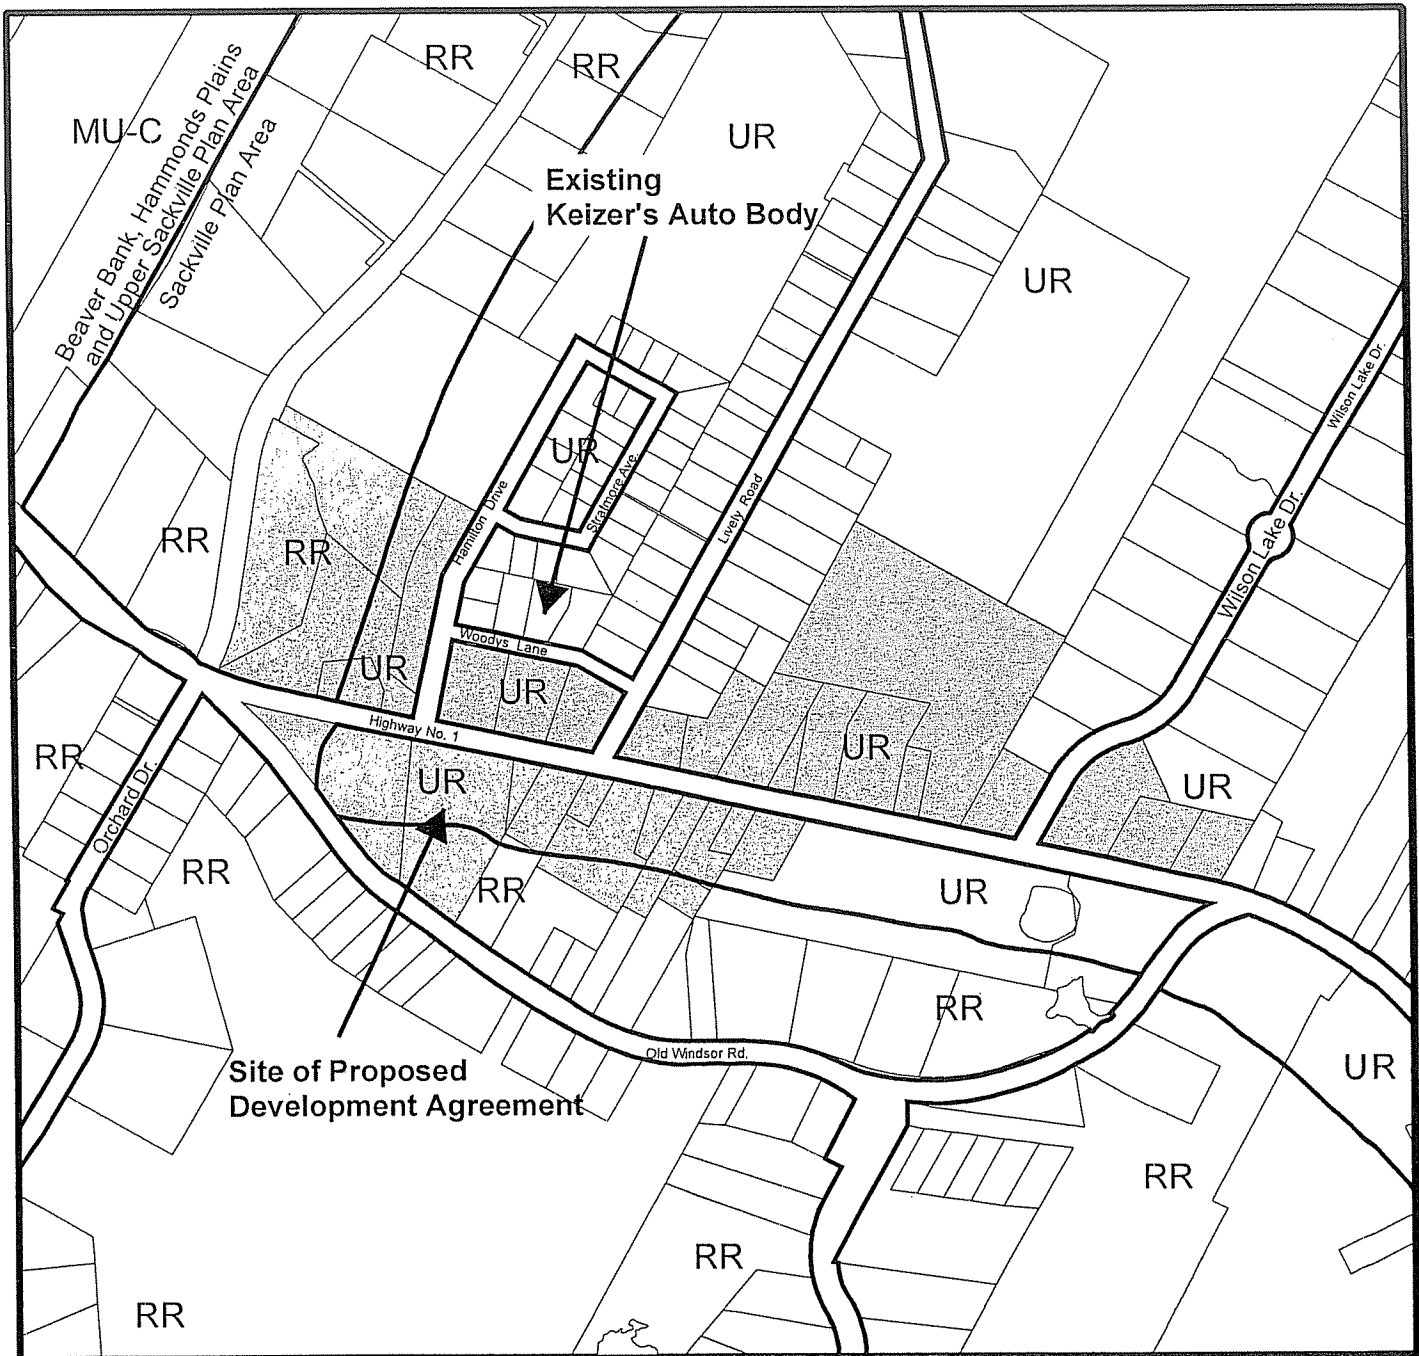 RR
RR
MU-C
UR
Beaver Bank, Hammonds Plains
and Upper Sackville Plan Area
Sackville Plan Area
Existing
Keizer's Auto Body
UR
Wilson Lake Dr.
UR
Hamilton Drive
Stratmore Ave.
Lively Road
Wilson Lake Dr.
RR
RR
Woodys Lane
UR
UR
Highway No. 1
RR
UR
UR
UR
Orchard Dr.
RR
RR
UR
RR
Old Windsor Rd.
UR
Site of Proposed
Development Agreement
RR
RR
RR